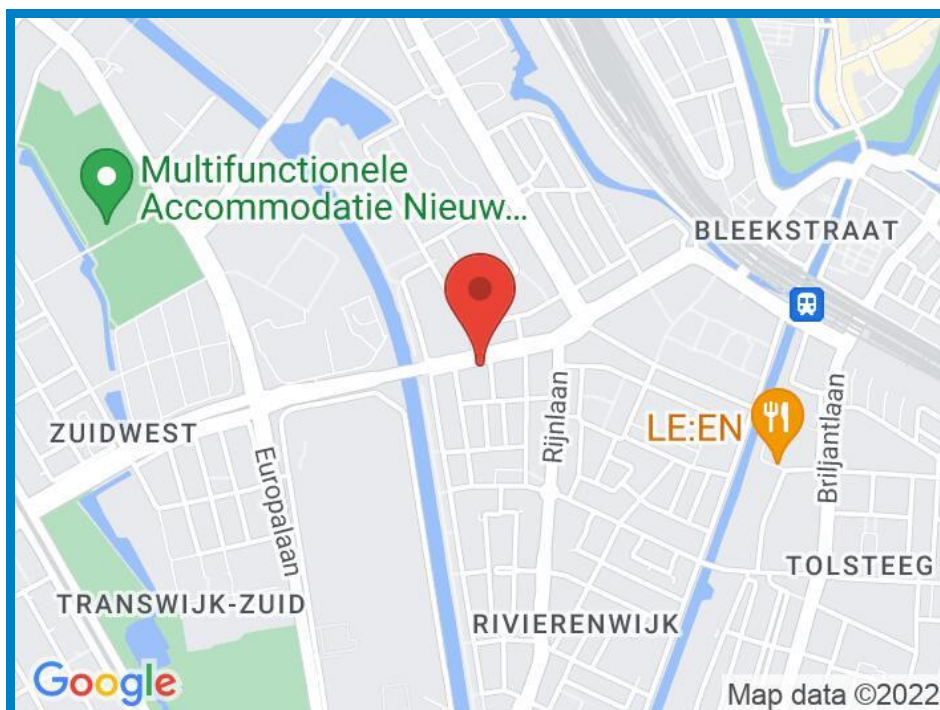 Multifunctionele
Accommodatie Nieuw...
BLEEKSTRAAT
Rijnlaan
LE:EN
ZUIDWEST
Europalaan
Briljantlaan
TOLSTEEG
TRANSWIJK-ZUID
RIVIERENWIJK
Google
Map data ©2022